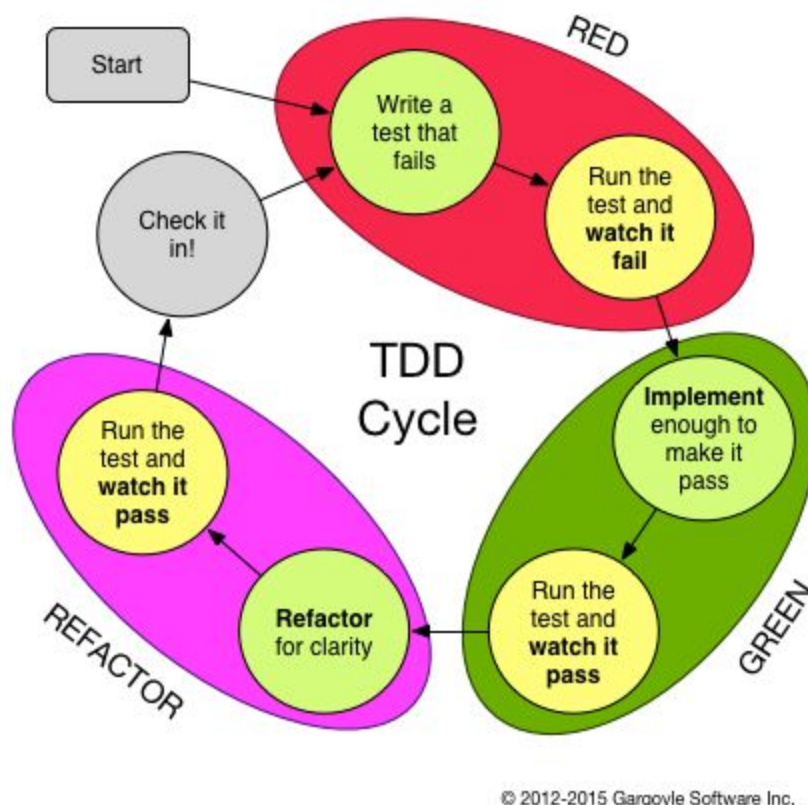 Start
RED
Write a
test that
fails
Run the
test and
watch it
fail
Check it
in!
TDD
Cycle
Implement
enough to
make it
pass
Run the
test and
watch it
pass
GREEN
Refactor
for clarity
Run the
test and
watch it
pass
REFACTOR
© 2012-2015 Gargoyle Software Inc.